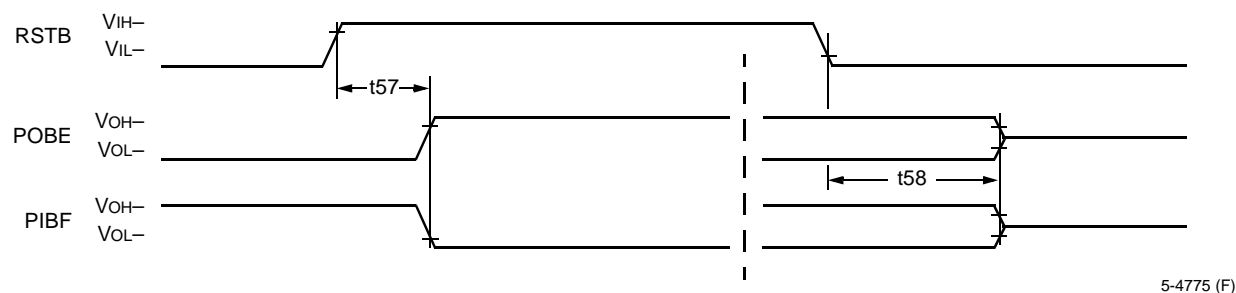 RSTB
VIH–
VIL–
t57
POBE
VOH–
VOL–
t58
PIBF
VOH–
VOL–
5-4775 (F)